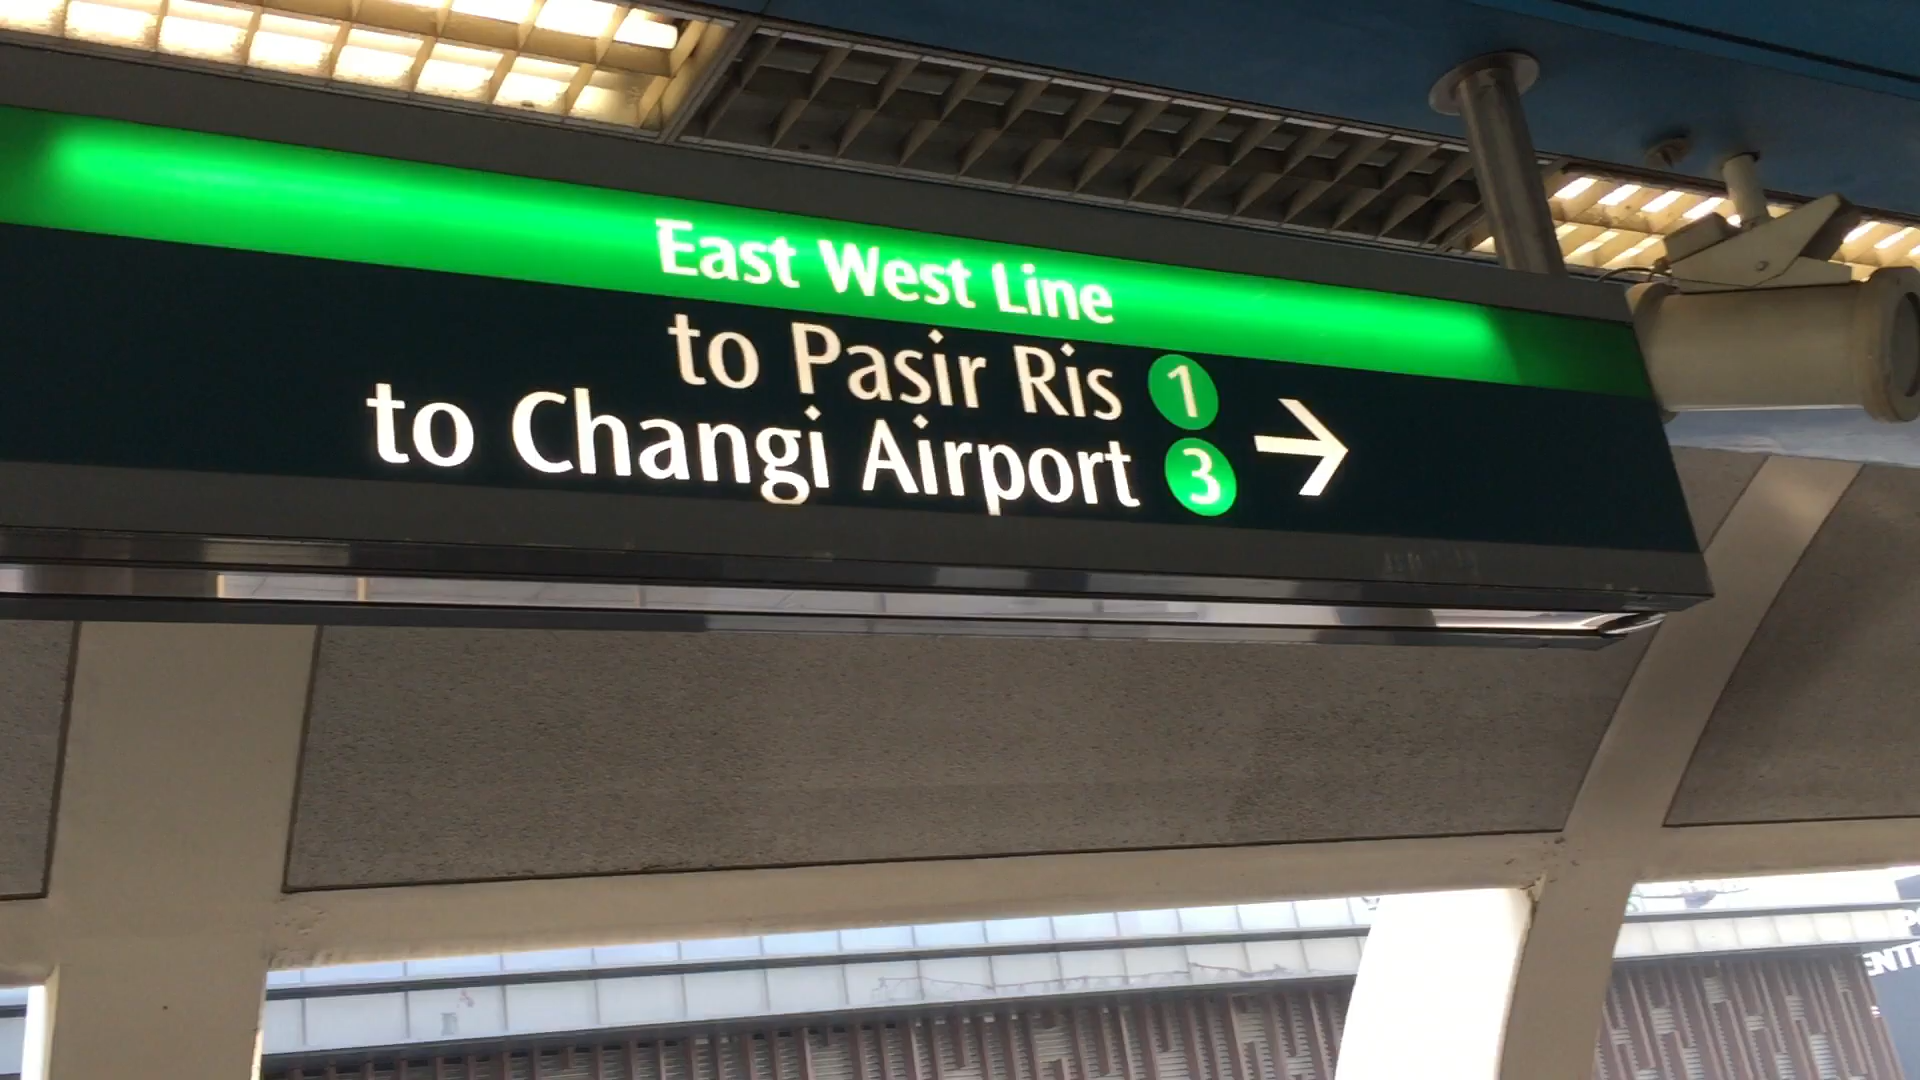 East West Line
to Pasir Ris 1
to Changi Airport 3 →